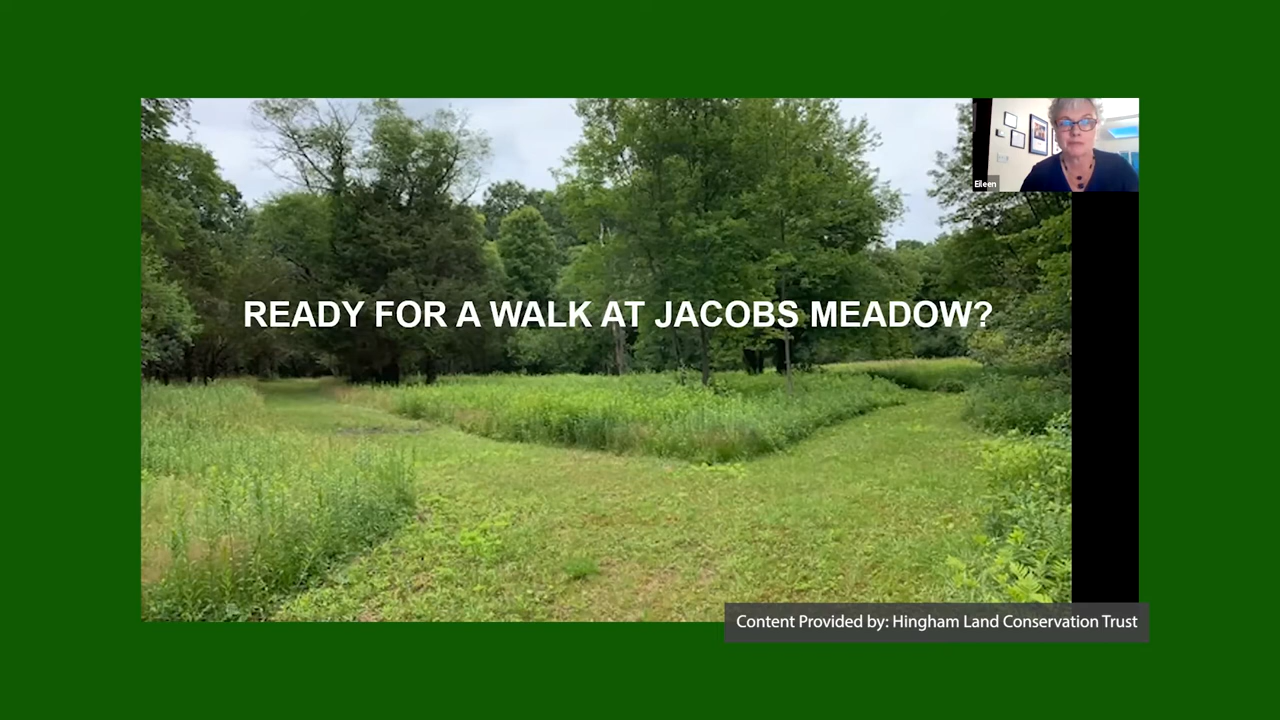 Eileen
READY FOR A WALK AT JACOBS MEADOW?
Content Provided by: Hingham Land Conservation Trust